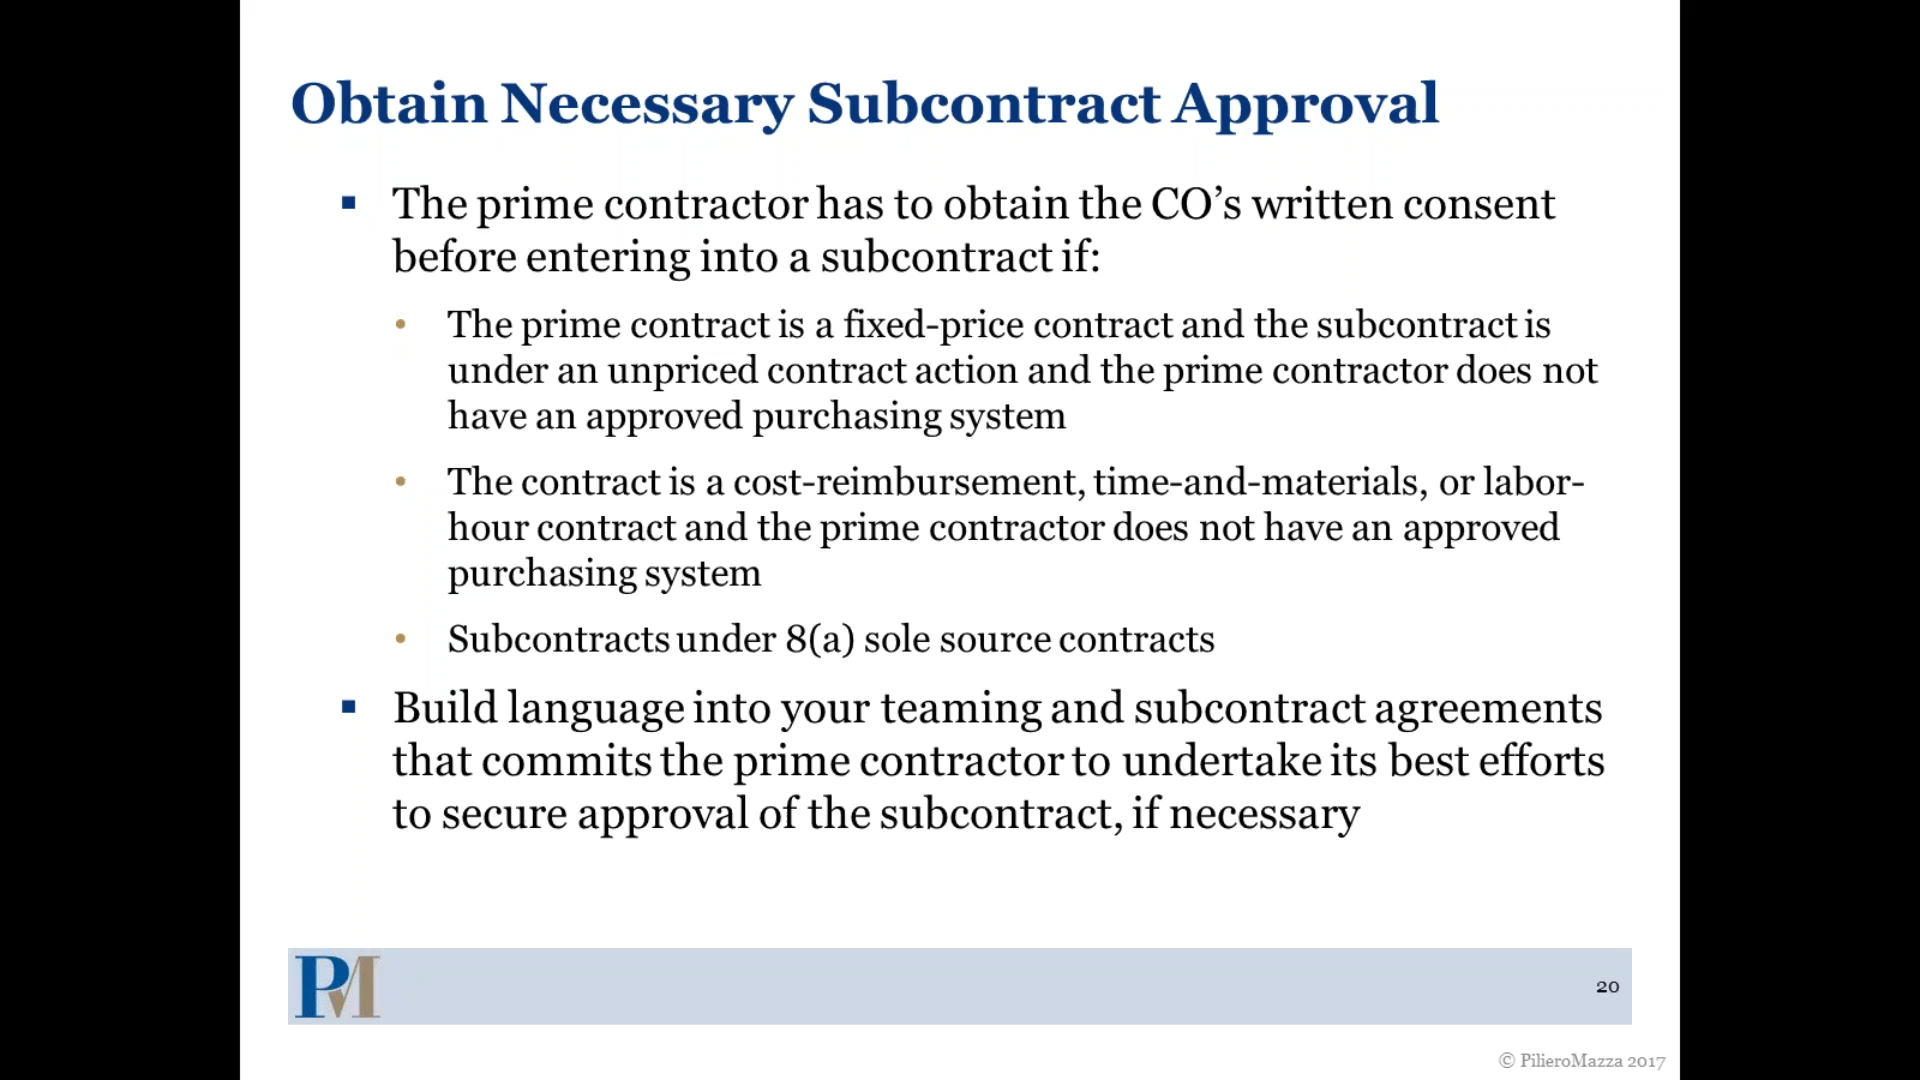 Obtain Necessary Subcontract Approval
▪ The prime contractor has to obtain the CO’s written consent
before entering into a subcontract if:
• The prime contract is a fixed-price contract and the subcontract is
under an unpriced contract action and the prime contractor does not
have an approved purchasing system
• The contract is a cost-reimbursement, time-and-materials, or labor-
hour contract and the prime contractor does not have an approved
purchasing system
• Subcontracts under 8(a) sole source contracts
▪ Build language into your teaming and subcontract agreements
that commits the prime contractor to undertake its best efforts
to secure approval of the subcontract, if necessary
PM
20
© PilieroMazza 2017